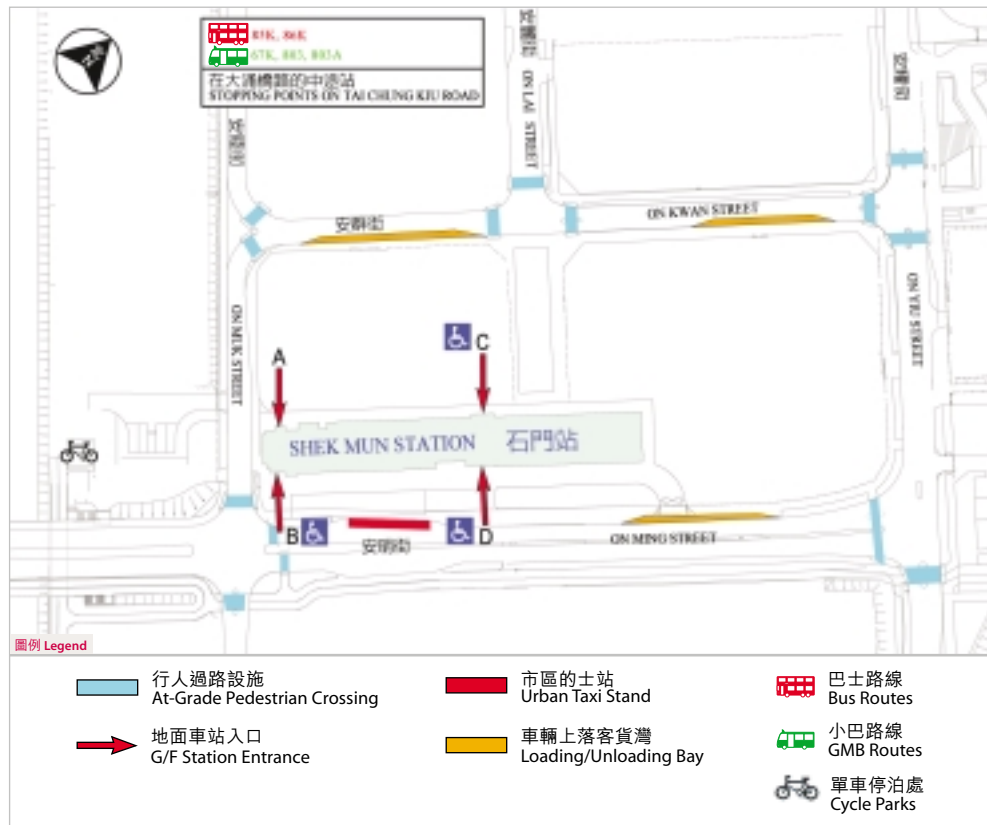 85K, 86K
67K, 803, 803A
在大涌橋路的中途站
STOPPING POINTS ON TAI CHUNG KIU ROAD
ON LAI STREET
安群街
ON KWAN STREET
ON MUK STREET
ON YIU STREET
A
C
SHEK MUN STATION 石門站
B
D
安明街
ON MING STREET
圖例 Legend
行人過路設施
At-Grade Pedestrian Crossing
市區的士站
Urban Taxi Stand
巴士路線
Bus Routes
地面車站入口
G/F Station Entrance
車輛上落客貨灣
Loading/Unloading Bay
小巴路線
GMB Routes
單車停泊處
Cycle Parks